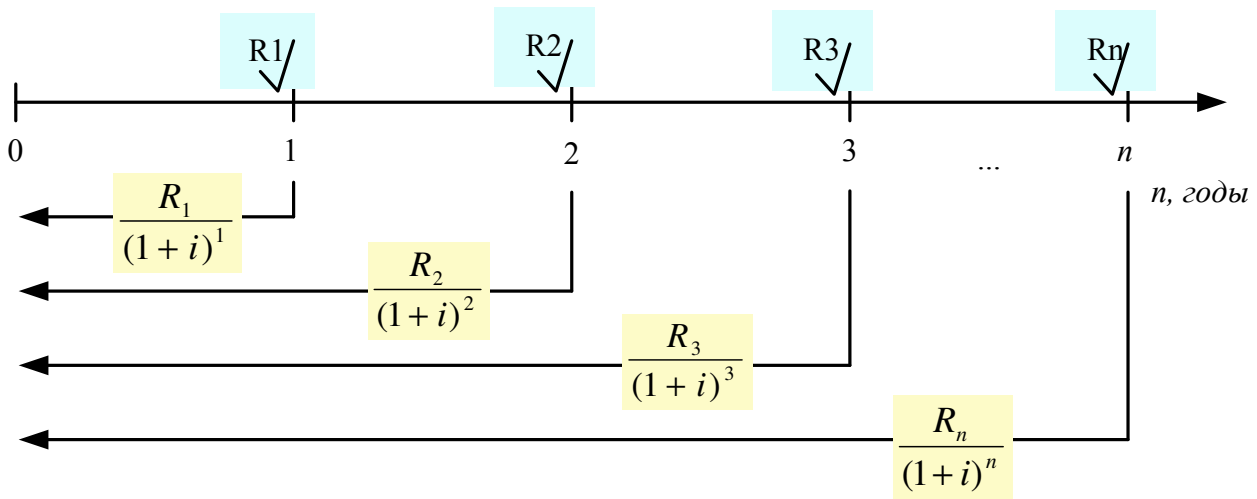 R1 R2 R3 Rn
0 1 2 3 ... n
n, годы
R₁
(1 + i)¹
R₂
(1 + i)²
R₃
(1 + i)³
Rₙ
(1 + i)ⁿ